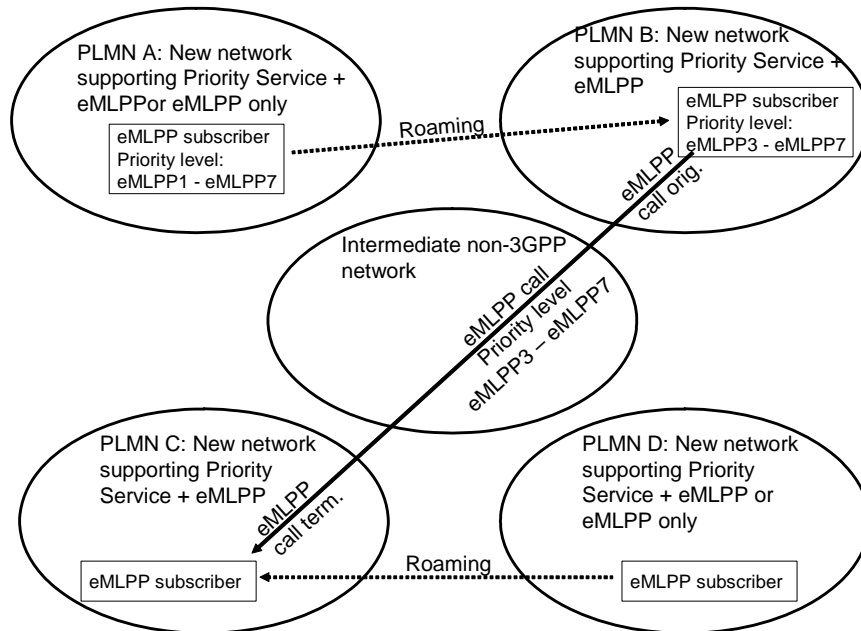 PLMN A: New network
supporting Priority Service +
eMLPPor eMLPP only
eMLPP subscriber
Priority level:
eMLPP1 - eMLPP7
Roaming
PLMN B: New network
supporting Priority Service +
eMLPP
eMLPP subscriber
Priority level:
eMLPP3 - eMLPP7
eMLPP
call orig.
Intermediate non-3GPP
network
eMLPP call
Priority level
eMLPP3 – eMLPP7
PLMN C: New network
supporting Priority
Service + eMLPP
eMLPP
call term.
eMLPP subscriber
Roaming
PLMN D: New network
supporting Priority
Service + eMLPP or
eMLPP only
eMLPP subscriber